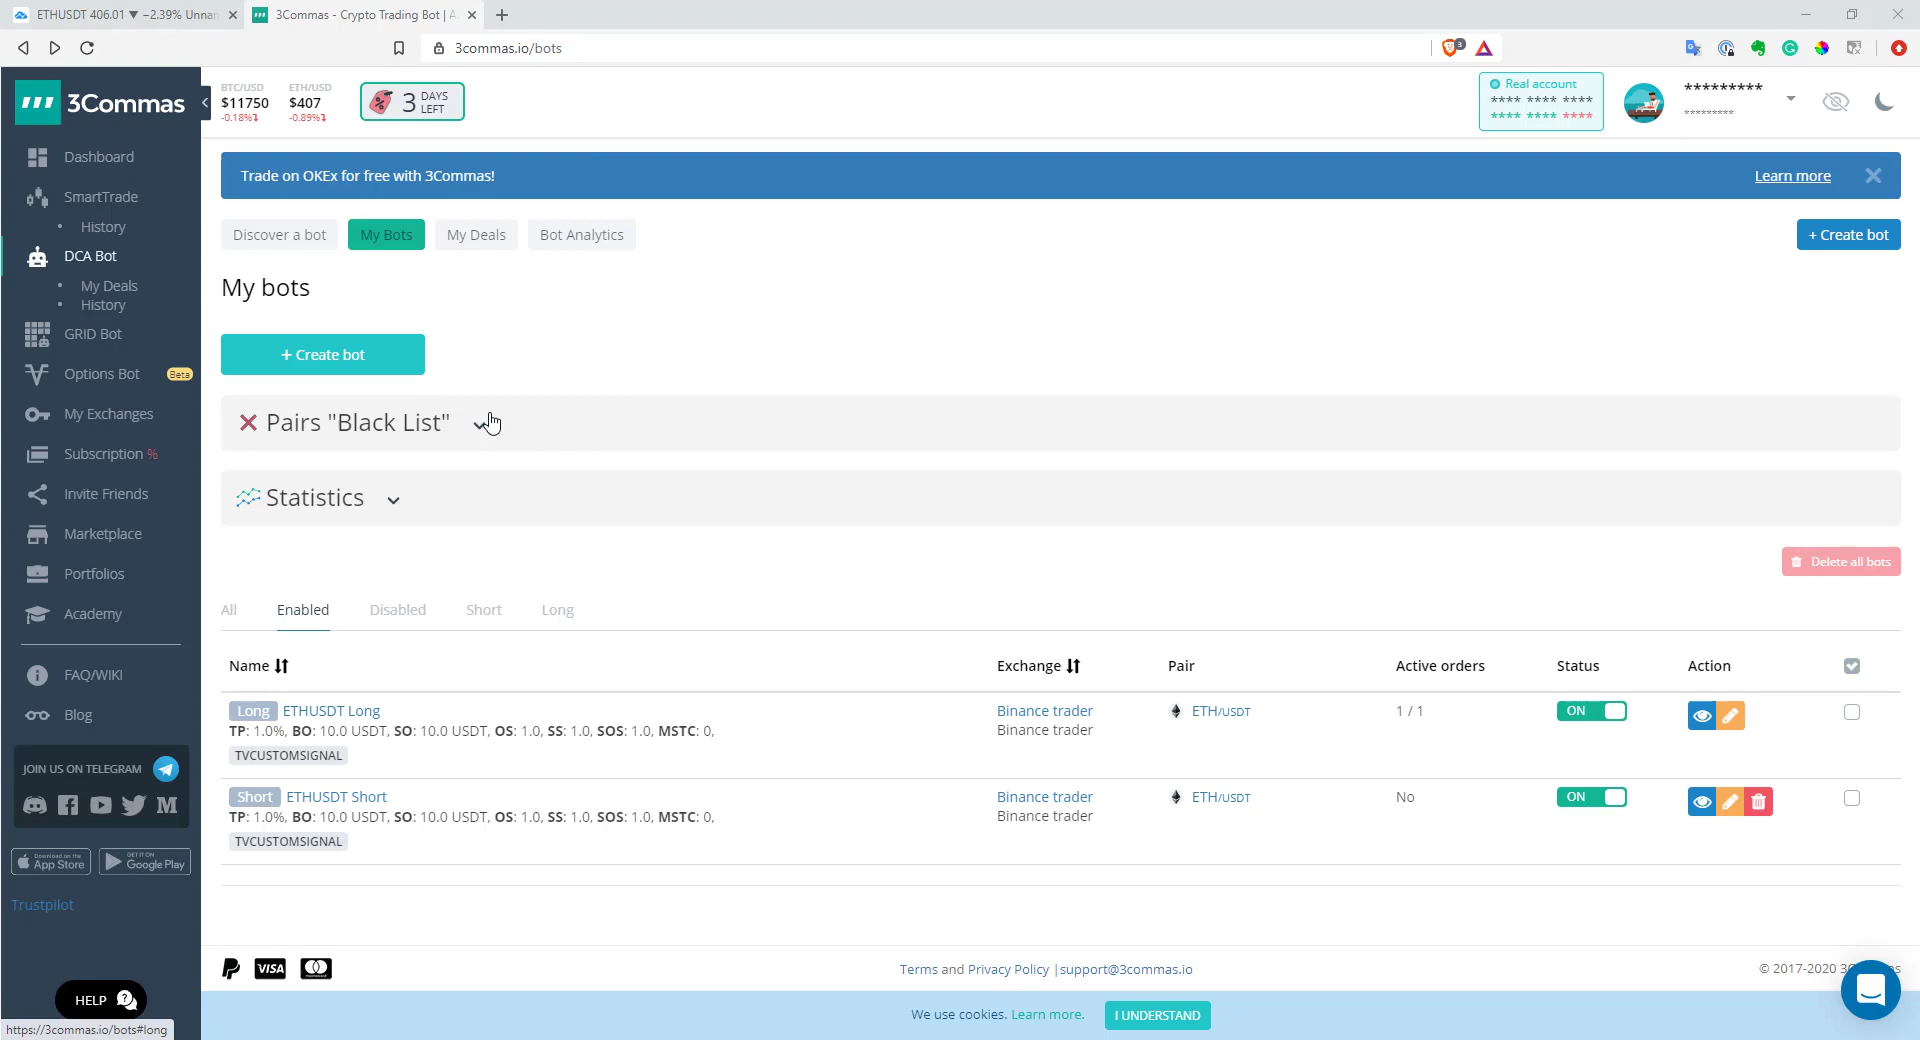 ETHUSDT 406.01 ▼ −2.39% Unnan
3Commas - Crypto Trading Bot | A
3commas.io/bots
3
3Commas
BTC/USD
$11750
-0.18%
ETH/USD
$407
-0.89%
3 DAYS LEFT
Real account
**** **** ****
**** **** ****
*********
*********
Dashboard
SmartTrade
History
DCA Bot
My Deals
History
GRID Bot
Options Bot Beta
My Exchanges
Subscription %
Invite Friends
Marketplace
Portfolios
Academy
FAQ/WIKI
Blog
JOIN US ON TELEGRAM
Download on the App Store
GET IT ON Google Play
Trustpilot
HELP
https://3commas.io/bots#long
Trade on OKEx for free with 3Commas!
Learn more
Discover a bot
My Bots
My Deals
Bot Analytics
+ Create bot
My bots
+ Create bot
Pairs "Black List"
Statistics
Delete all bots
All
Enabled
Disabled
Short
Long
Name
Exchange
Pair
Active orders
Status
Action
Long ETHUSDT Long
TP: 1.0%, BO: 10.0 USDT, SO: 10.0 USDT, OS: 1.0, SS: 1.0, SOS: 1.0, MSTC: 0,
TVCUSTOMSIGNAL
Binance trader
Binance trader
ETH/USDT
1 / 1
ON
Short ETHUSDT Short
TP: 1.0%, BO: 10.0 USDT, SO: 10.0 USDT, OS: 1.0, SS: 1.0, SOS: 1.0, MSTC: 0,
TVCUSTOMSIGNAL
Binance trader
Binance trader
ETH/USDT
No
ON
VISA
Terms and Privacy Policy | support@3commas.io
© 2017-2020 3C
We use cookies. Learn more.
I UNDERSTAND